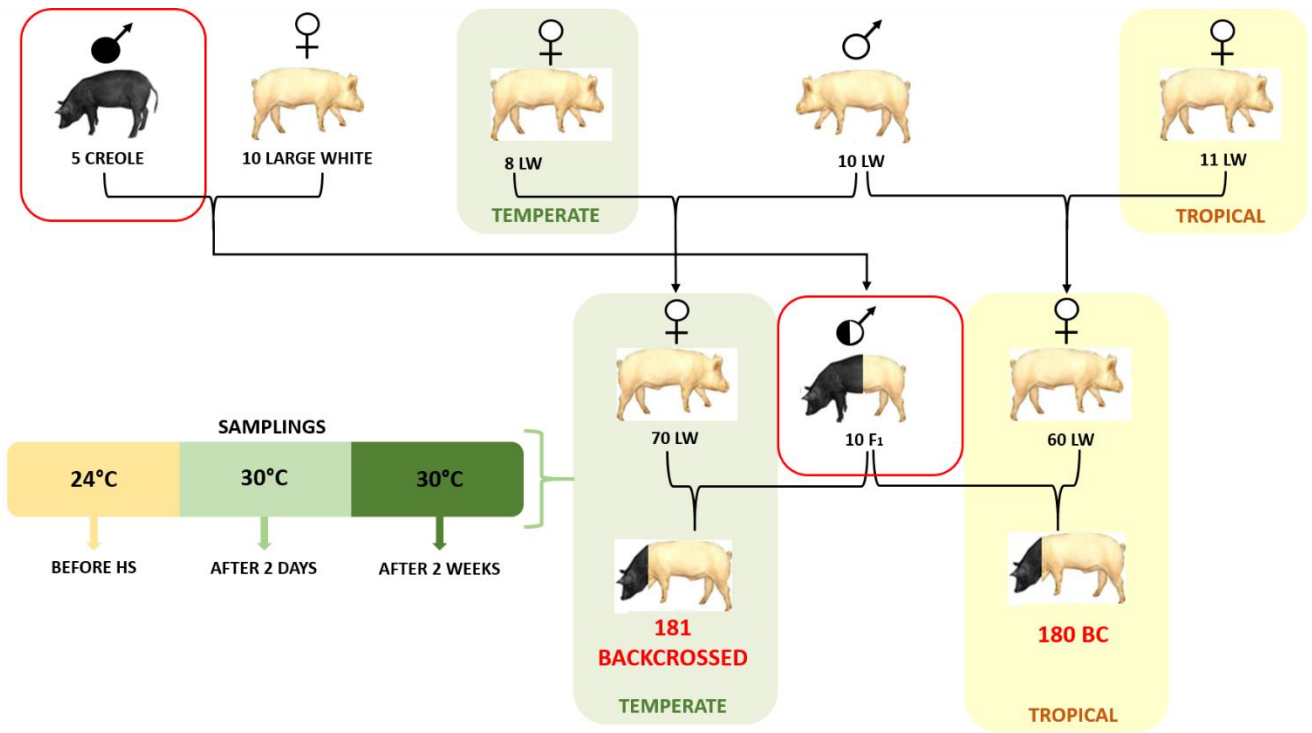 5 CREOLE
10 LARGE WHITE
8 LW
10 LW
11 LW
TEMPERATE
TROPICAL
70 LW
10 F₁
60 LW
SAMPLINGS
24°C
30°C
30°C
BEFORE HS
AFTER 2 DAYS
AFTER 2 WEEKS
181
BACKCROSSED
180 BC
TEMPERATE
TROPICAL